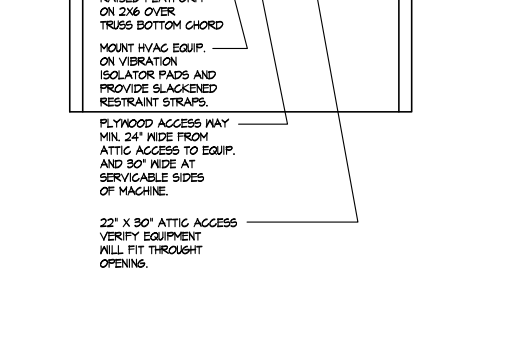 RAISED PLATFORM
ON 2X6 OVER
TRUSS BOTTOM CHORD
MOUNT HVAC EQUIP.
ON VIBRATION
ISOLATOR PADS AND
PROVIDE SLACKENED
RESTRAINT STRAPS.
PLYWOOD ACCESS WAY
MIN. 24" WIDE FROM
ATTIC ACCESS TO EQUIP.
AND 30" WIDE AT
SERVICABLE SIDES
OF MACHINE.
22" X 30" ATTIC ACCESS
VERIFY EQUIPMENT
WILL FIT THROUGHT
OPENING.